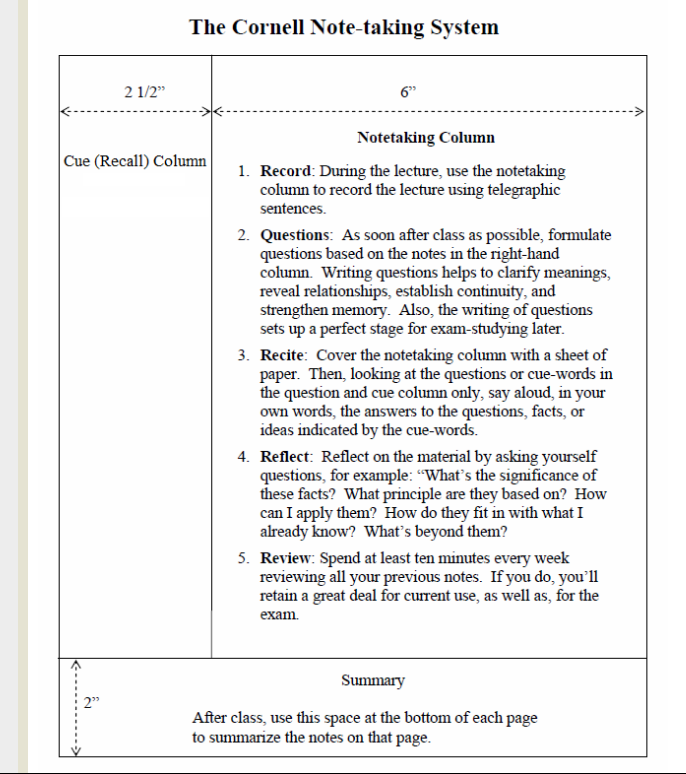 The Cornell Note-taking System
2 1/2”
6”
Cue (Recall) Column
Notetaking Column
1. Record: During the lecture, use the notetaking
column to record the lecture using telegraphic
sentences.
2. Questions: As soon after class as possible, formulate
questions based on the notes in the right-hand
column. Writing questions helps to clarify meanings,
reveal relationships, establish continuity, and
strengthen memory. Also, the writing of questions
sets up a perfect stage for exam-studying later.
3. Recite: Cover the notetaking column with a sheet of
paper. Then, looking at the questions or cue-words in
the question and cue column only, say aloud, in your
own words, the answers to the questions, facts, or
ideas indicated by the cue-words.
4. Reflect: Reflect on the material by asking yourself
questions, for example: “What’s the significance of
these facts? What principle are they based on? How
can I apply them? How do they fit in with what I
already know? What’s beyond them?
5. Review: Spend at least ten minutes every week
reviewing all your previous notes. If you do, you’ll
retain a great deal for current use, as well as, for the
exam.
2”
Summary
After class, use this space at the bottom of each page
to summarize the notes on that page.